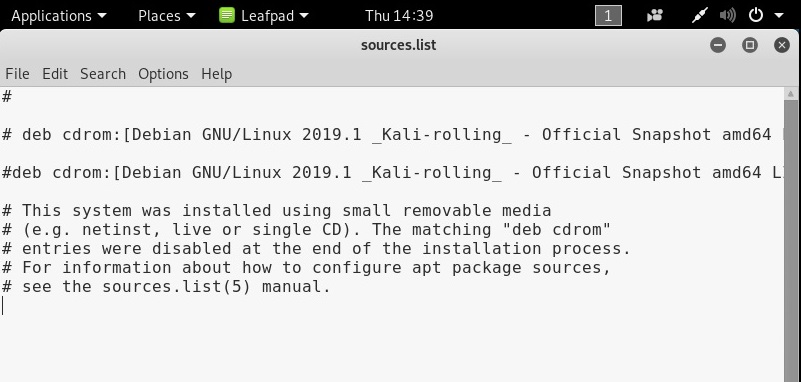 Applications Places Leafpad Thu 14:39 1
sources.list
File Edit Search Options Help
#
# deb cdrom:[Debian GNU/Linux 2019.1 _Kali-rolling_ - Official Snapshot amd64
#deb cdrom:[Debian GNU/Linux 2019.1 _Kali-rolling_ - Official Snapshot amd64 L
# This system was installed using small removable media
# (e.g. netinst, live or single CD). The matching "deb cdrom"
# entries were disabled at the end of the installation process.
# For information about how to configure apt package sources,
# see the sources.list(5) manual.